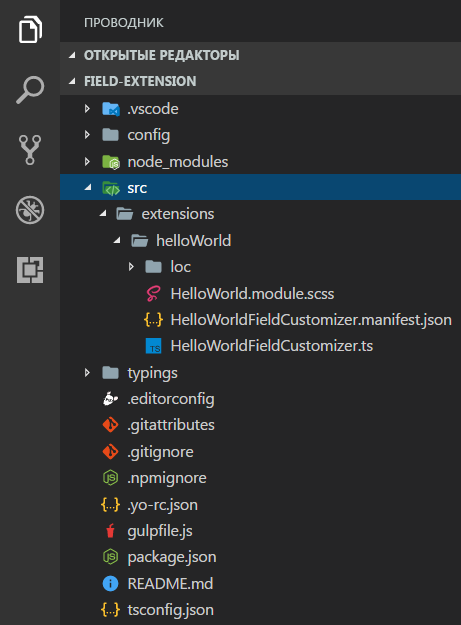 ПРОВОДНИК
ОТКРЫТЫЕ РЕДАКТОРЫ
FIELD-EXTENSION
.vscode
config
node_modules
src
extensions
helloWorld
loc
HelloWorld.module.scss
HelloWorldFieldCustomizer.manifest.json
HelloWorldFieldCustomizer.ts
typings
.editorconfig
.gitattributes
.gitignore
.npmignore
.yo-rc.json
gulpfile.js
package.json
README.md
tsconfig.json